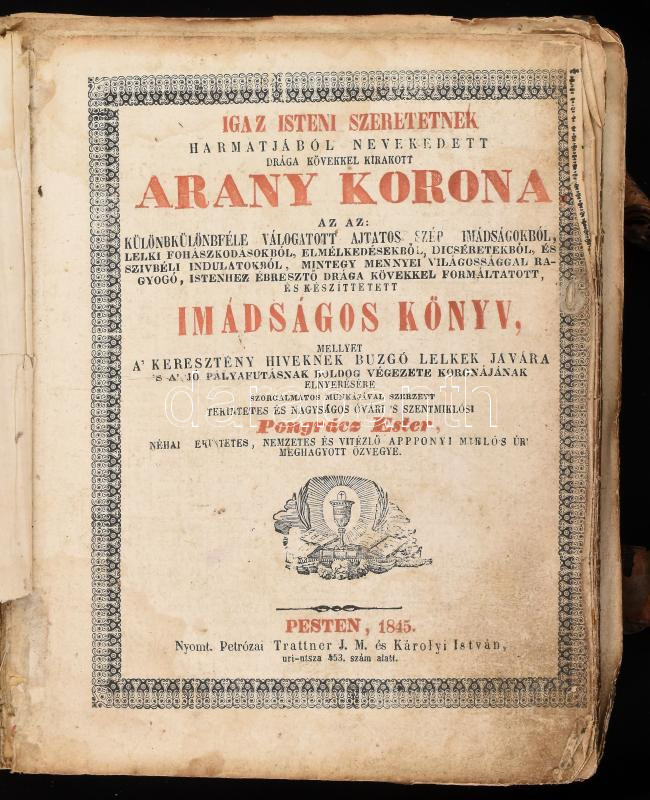 IGAZ ISTENI SZERETETNEK
HARMATJÁBÓL NEVEKEDETT
DRÁGA KÖVEKKEL KIRAKOTT
ARANY KORONA
AZ AZ:
KÜLÖNBKÜLÖNBFÉLE VÁLOGATOTT AJTATOS SZÉP IMÁDSÁGOKBÓL,
LELKI FOHÁSZKODÁSOKBÓL, ELMÉLKEDÉSEKBŐL, DICSÉRETEKBŐL, ÉS
SZIVBÉLI INDULATOKBÓL, MINTEGY MENNYEI VILÁGOSSÁGGAL RA-
GYOGÓ, ISTENHEZ ÉBRESZTŐ DRÁGA KÖVEKKEL FORMÁLTATOTT,
ÉS KÉSZÍTTETETT
IMÁDSÁGOS KÖNYV,
MELLYET
A' KERESZTÉNY HIVEKNEK BUZGÓ LELKEK JAVÁRA
'S A' JÓ PÁLYAFUTÁSNAK BOLDOG VÉGEZETE KORONÁJÁNAK
ELNYERÉSÉRE
SZORGALMATOS MUNKÁJÁVAL SZERZETT
TEKINTETES ÉS NAGYSÁGOS ÓVÁRI 'S SZENTMIKLÓSI
Pongrácz Eszter,
NÉHAI TEKINTETES, NEMZETES ÉS VITÉZLŐ APPPONYI MIKLÓS ÚR'
MEGHAGYOTT ÖZVEGYE.
PESTEN, 1845.
Nyomt. Petrózai Trattner J. M. és Károlyi István,
uri-utsza 453. szám alatt.